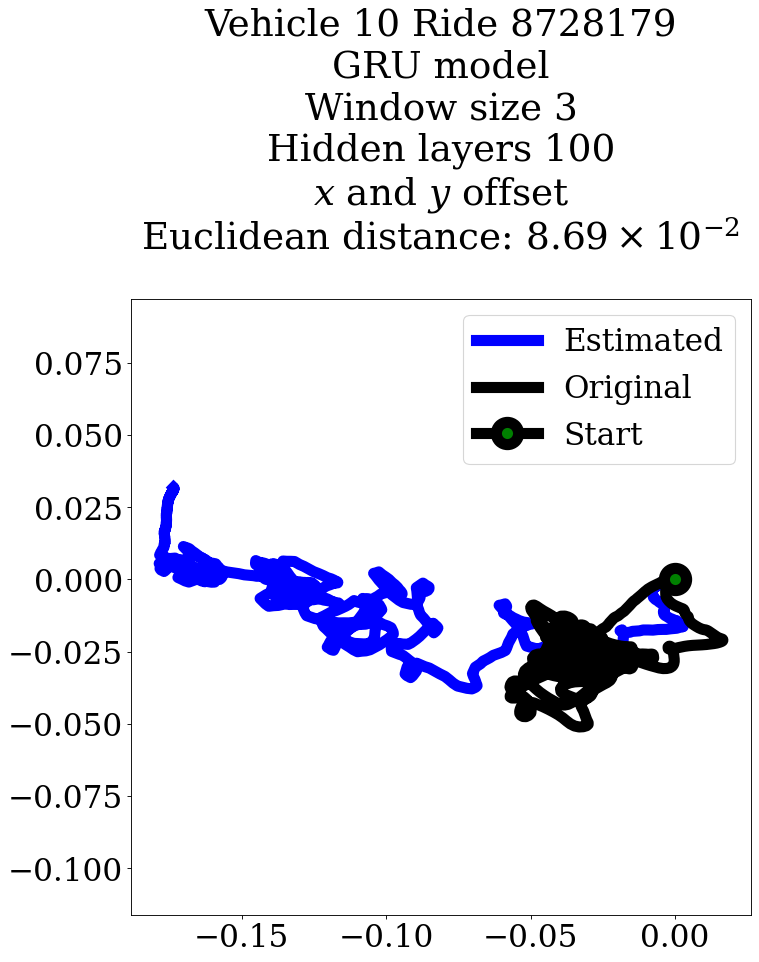 Vehicle 10 Ride 8728179
GRU model
Window size 3
Hidden layers 100
x and y offset
Euclidean distance: 8.69 × 10⁻²
Estimated
Original
Start
0.075
0.050
0.025
0.000
−0.025
−0.050
−0.075
−0.100
−0.15 −0.10 −0.05 0.00